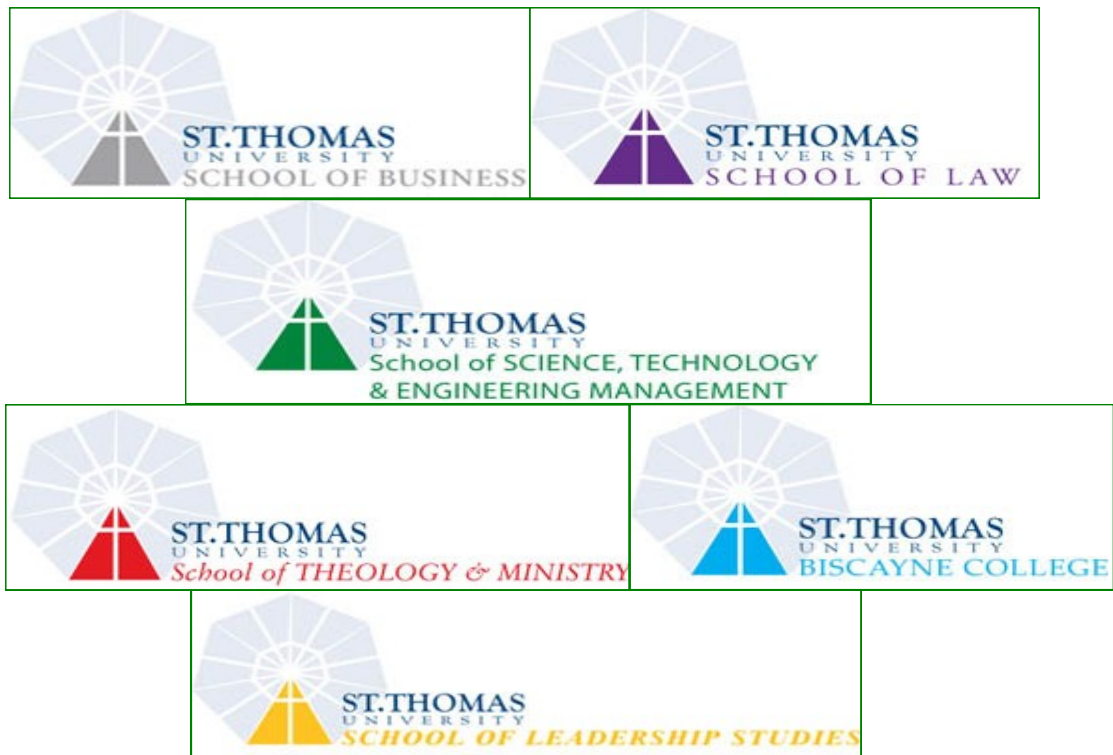 ST.THOMAS
UNIVERSITY
SCHOOL OF BUSINESS
ST.THOMAS
UNIVERSITY
SCHOOL OF LAW
ST.THOMAS
UNIVERSITY
School of SCIENCE, TECHNOLOGY
& ENGINEERING MANAGEMENT
ST.THOMAS
UNIVERSITY
School of THEOLOGY & MINISTRY
ST.THOMAS
UNIVERSITY
BISCAYNE COLLEGE
ST.THOMAS
UNIVERSITY
SCHOOL OF LEADERSHIP STUDIES